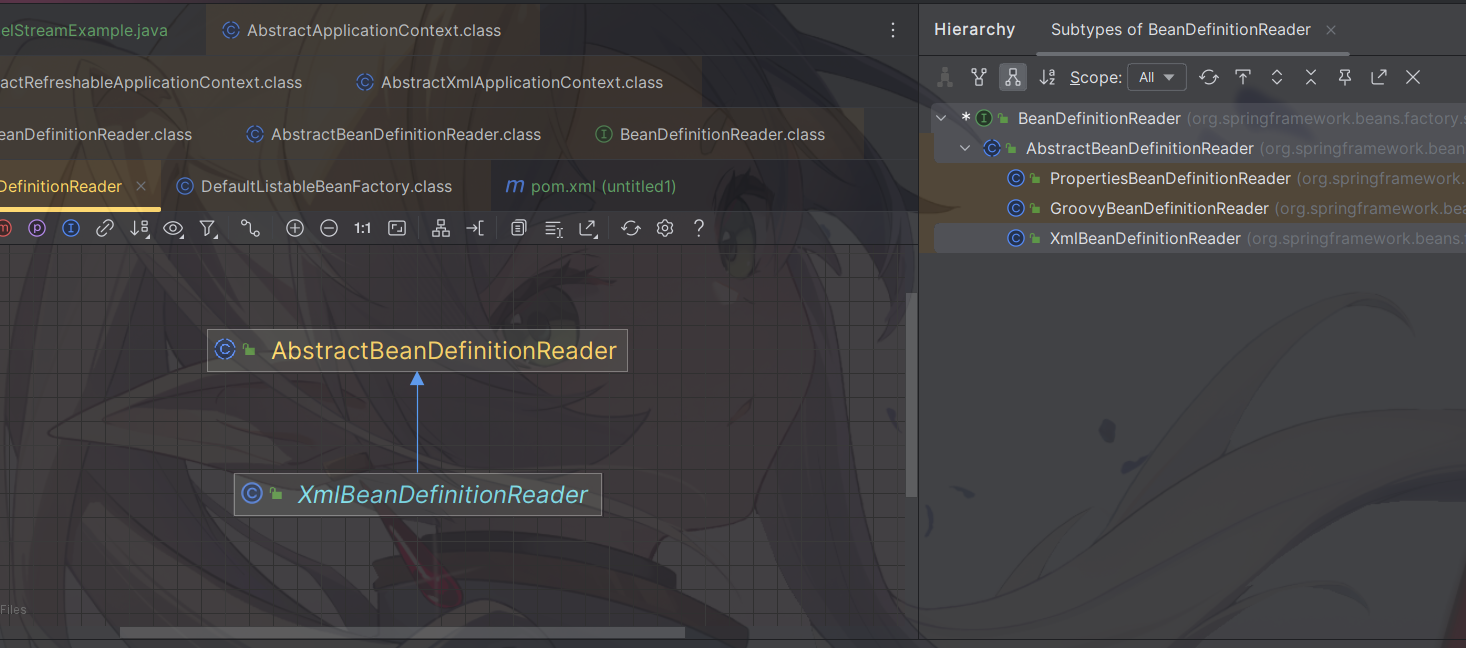 elStreamExample.java AbstractApplicationContext.class
actRefreshableApplicationContext.class AbstractXmlApplicationContext.class
eanDefinitionReader.class AbstractBeanDefinitionReader.class BeanDefinitionReader.class
DefinitionReader DefaultListableBeanFactory.class pom.xml (untitled1)
1:1
AbstractBeanDefinitionReader
XmlBeanDefinitionReader
Files
Hierarchy Subtypes of BeanDefinitionReader
Scope: All
* BeanDefinitionReader (org.springframework.beans.factory.s
AbstractBeanDefinitionReader (org.springframework.bean
PropertiesBeanDefinitionReader (org.springframework.
GroovyBeanDefinitionReader (org.springframework.bea
XmlBeanDefinitionReader (org.springframework.beans.